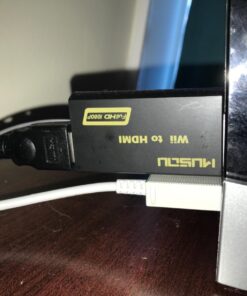 Full HD 1080P
Wii to HDMI
MUSOU